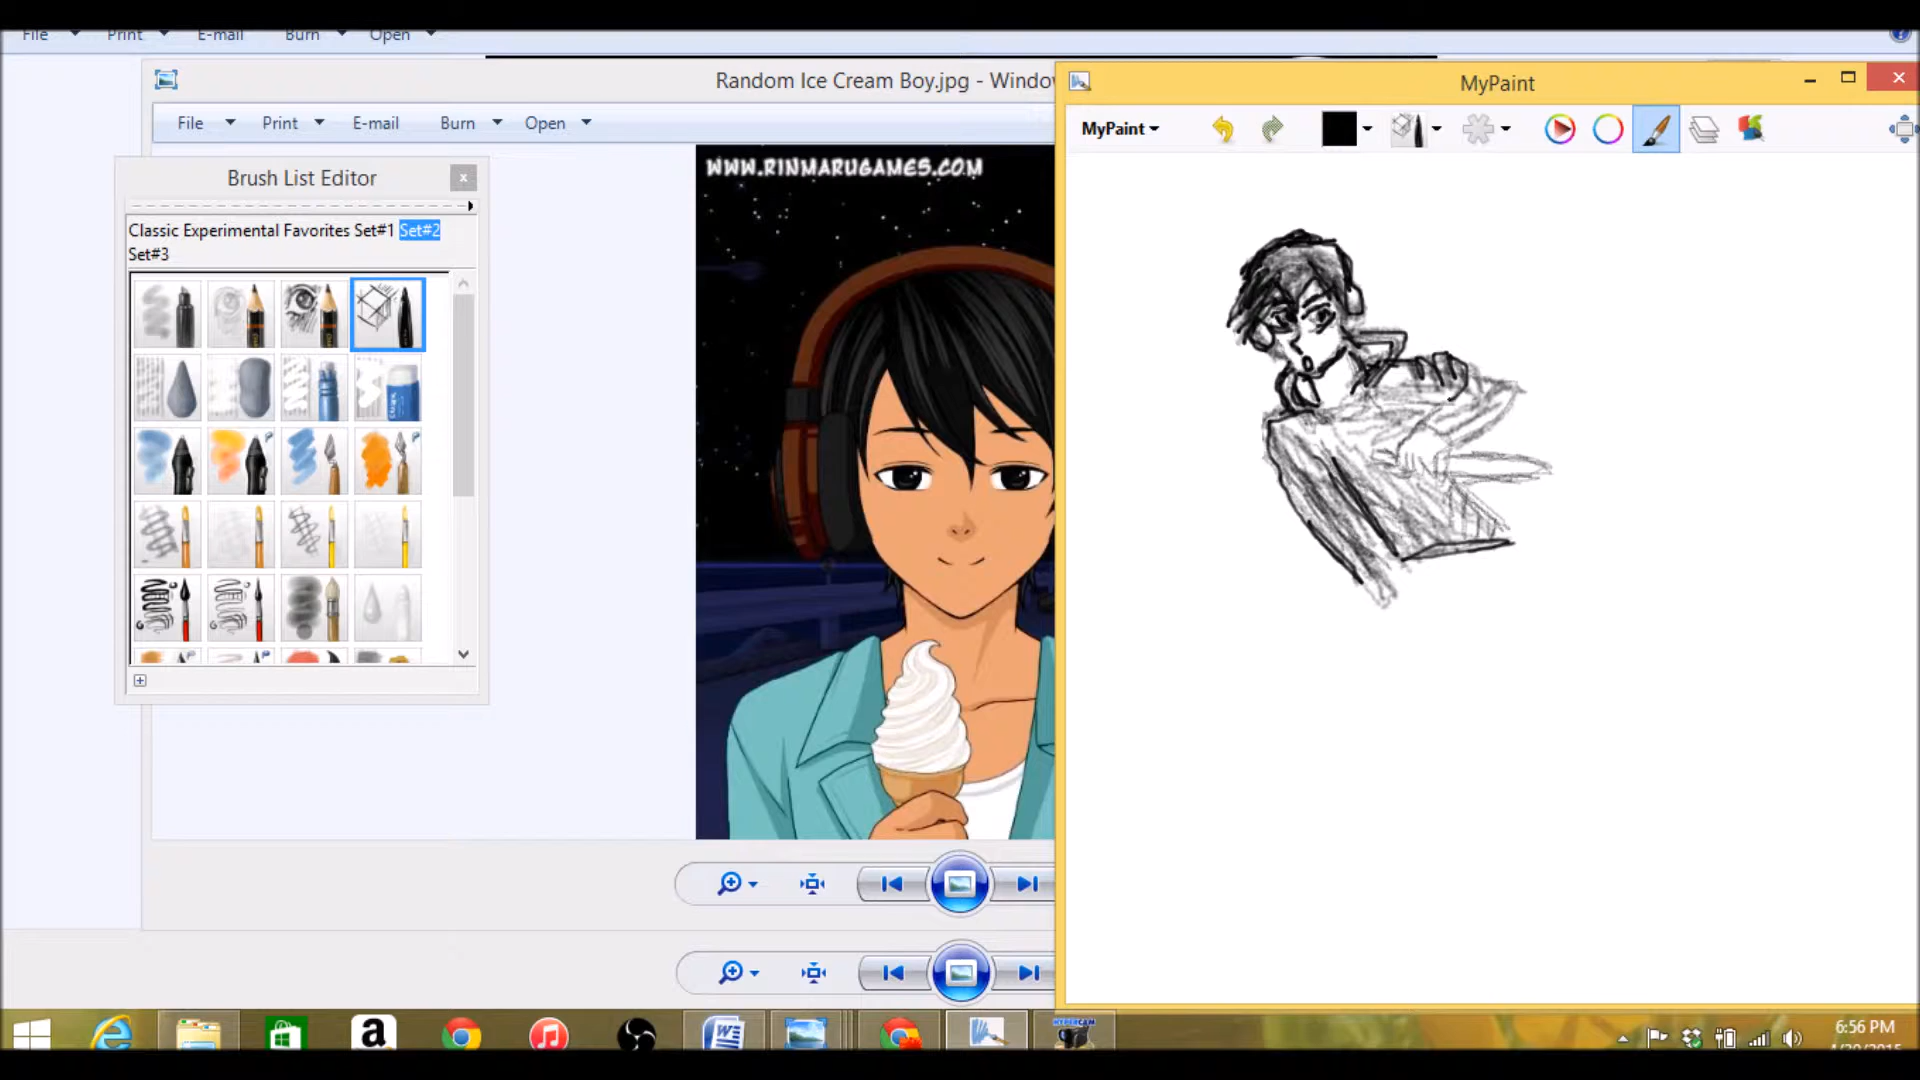 File Print E-mail Burn Open
Random Ice Cream Boy.jpg - Windo
MyPaint
File Print E-mail Burn Open
MyPaint
WWW.RINMARUGAMES.COM
Brush List Editor
Classic Experimental Favorites Set#1 Set#2
Set#3
HYPERCAM
6:56 PM